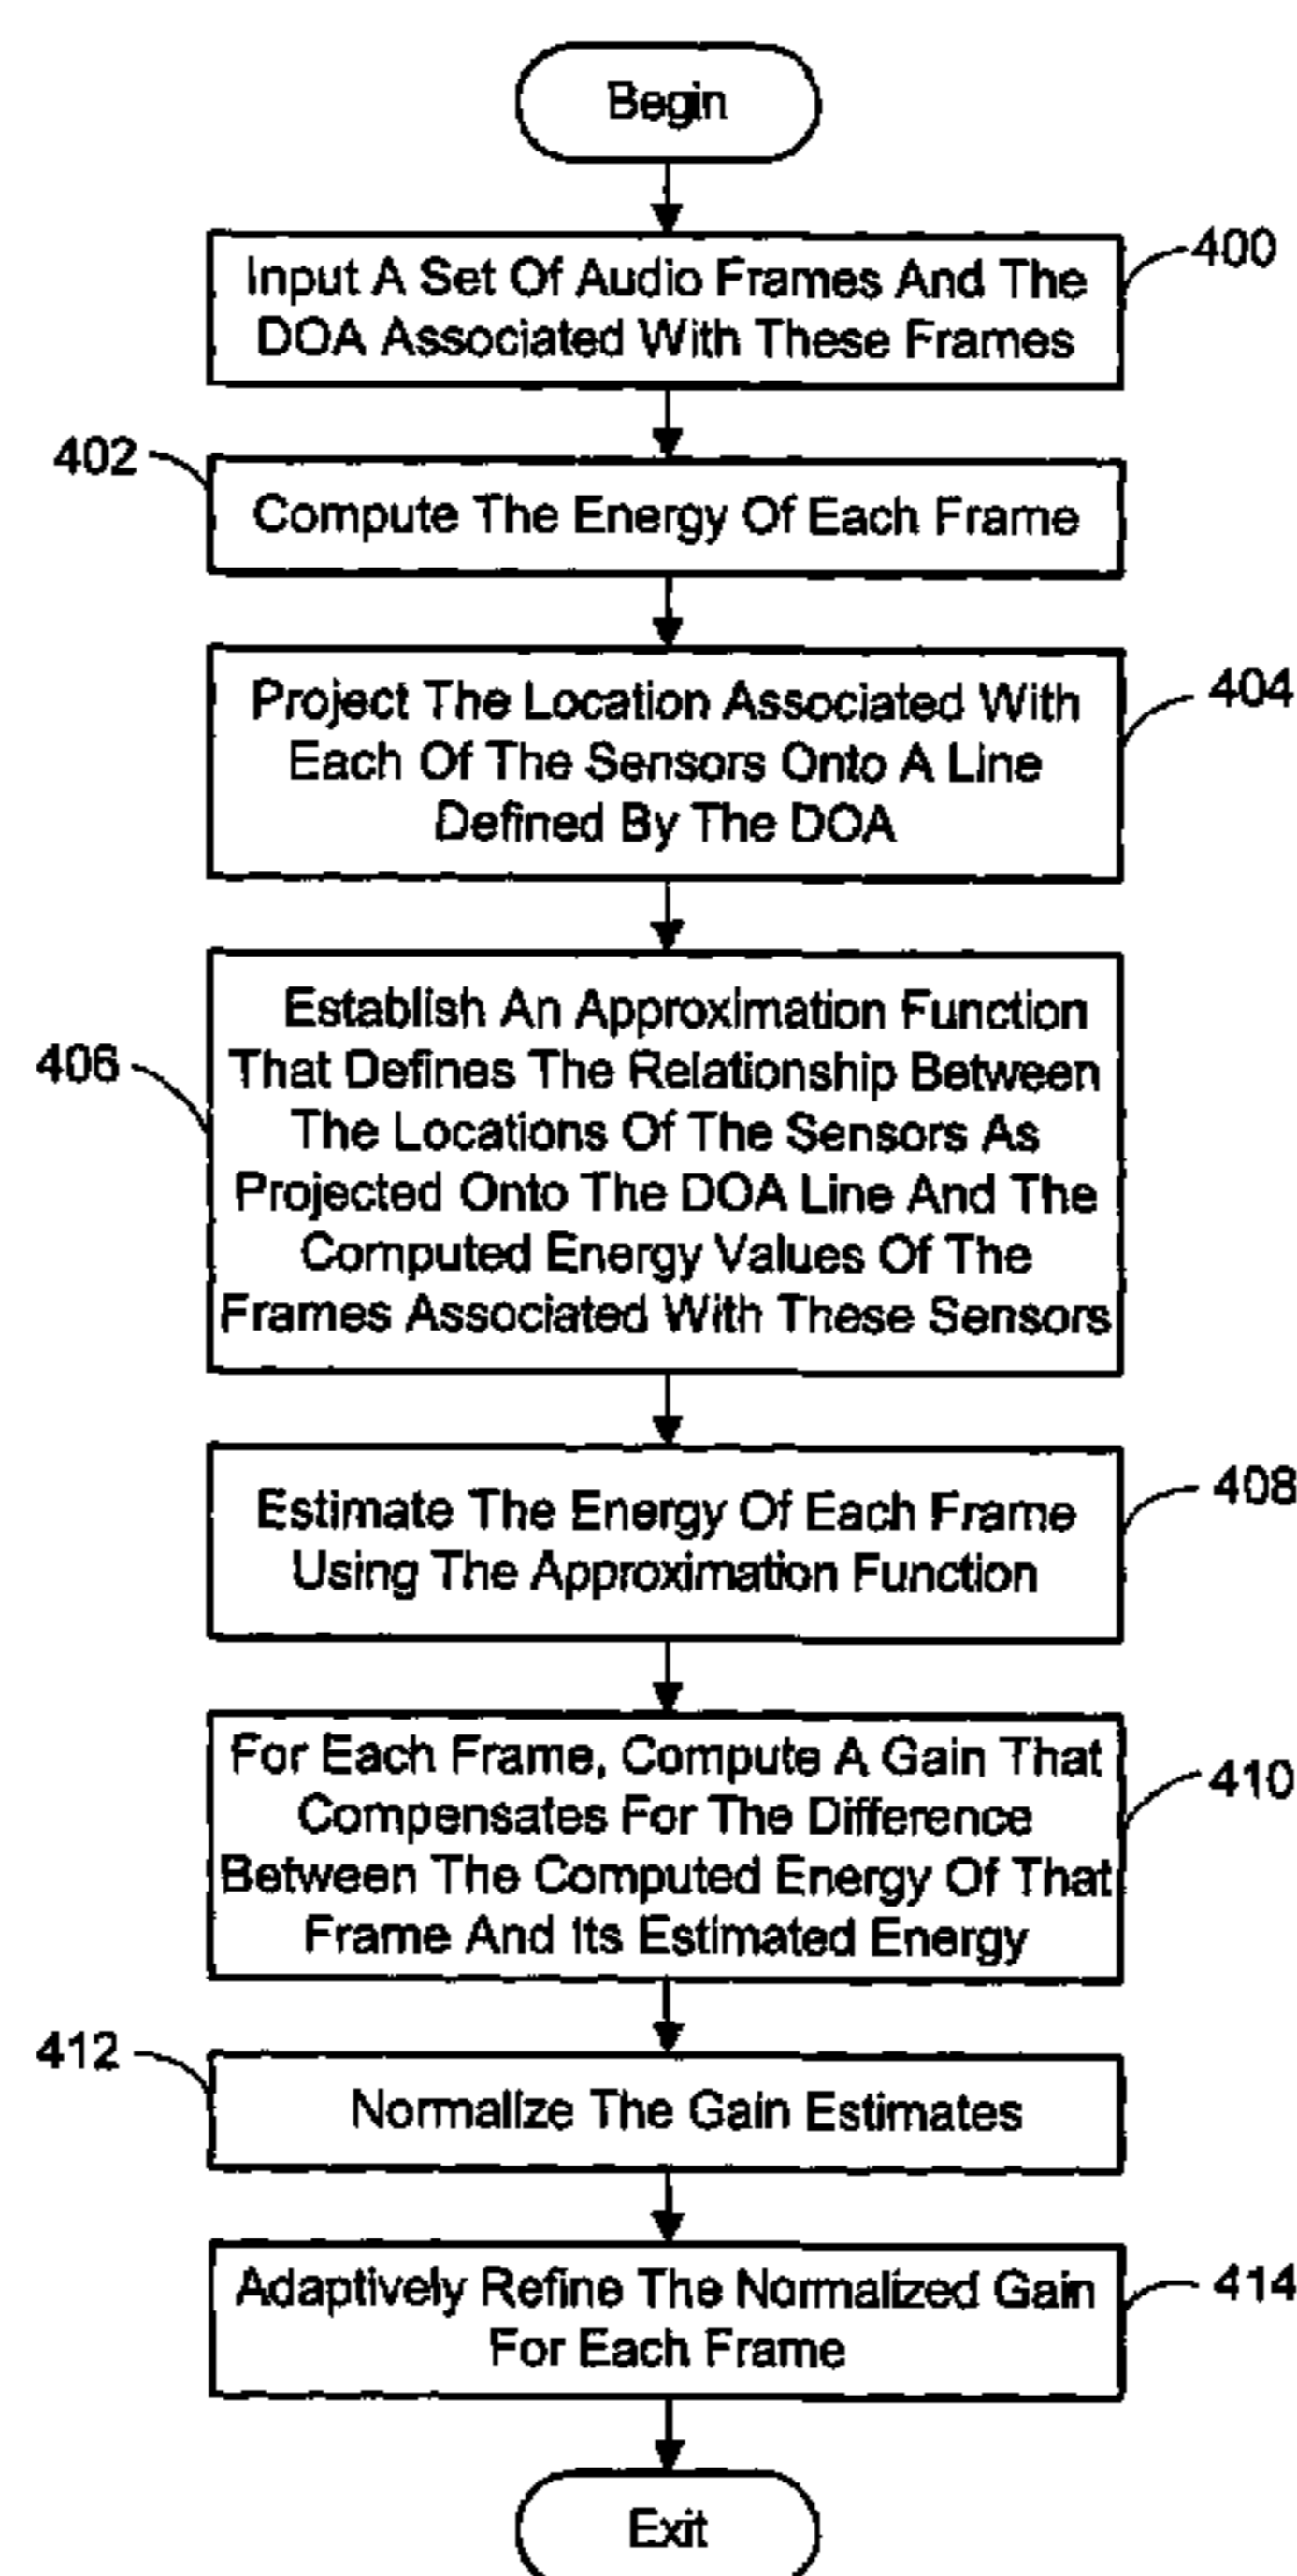 Begin
400
Input A Set Of Audio Frames And The
DOA Associated With These Frames
402
Compute The Energy Of Each Frame
404
Project The Location Associated With
Each Of The Sensors Onto A Line
Defined By The DOA
406
Establish An Approximation Function
That Defines The Relationship Between
The Locations Of The Sensors As
Projected Onto The DOA Line And The
Computed Energy Values Of The
Frames Associated With These Sensors
408
Estimate The Energy Of Each Frame
Using The Approximation Function
410
For Each Frame, Compute A Gain That
Compensates For The Difference
Between The Computed Energy Of That
Frame And Its Estimated Energy
412
Normalize The Gain Estimates
414
Adaptively Refine The Normalized Gain
For Each Frame
Exit